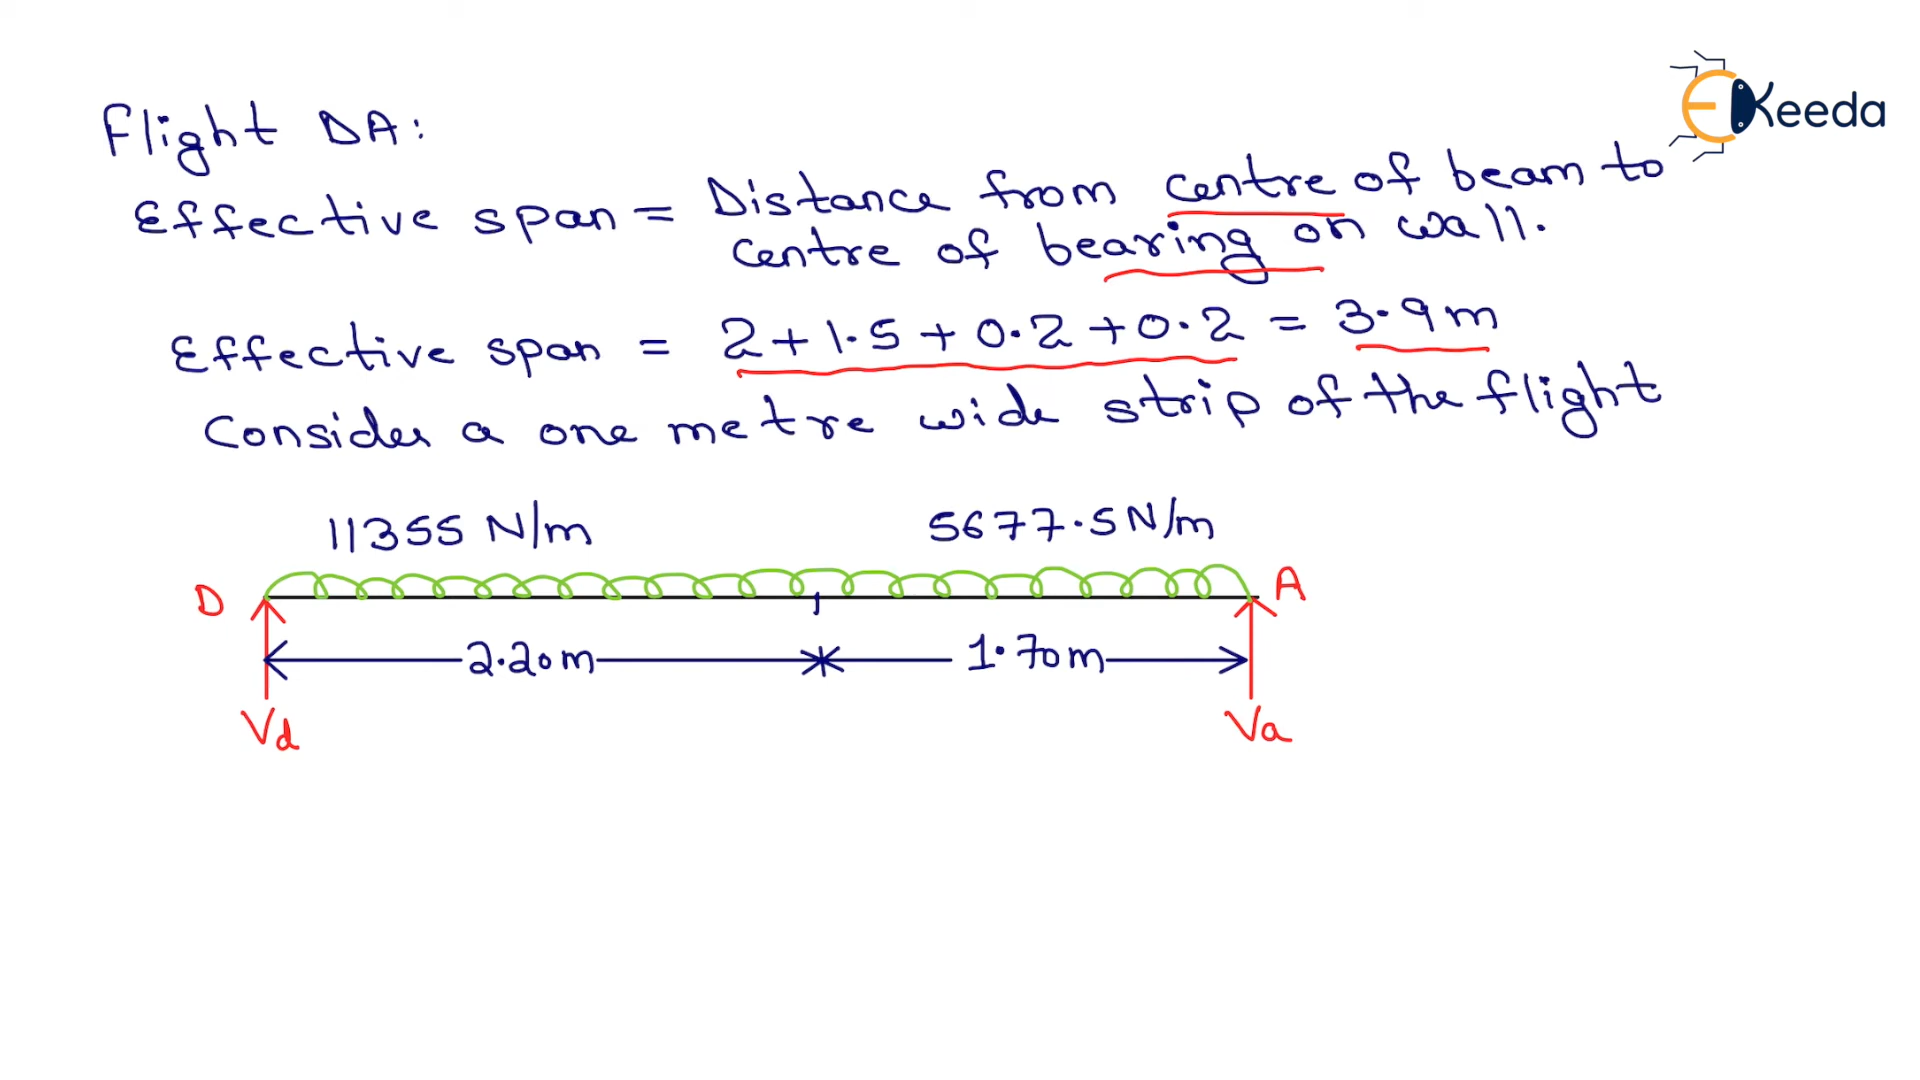 EKeeda
Flight DA:
Effective span = Distance from centre of beam to
centre of bearing on wall.
Effective span = 2+1.5+0.2+0.2 = 3.9m
Consider a one metre wide strip of the flight
11355 N/m 5677.5N/m
D A
2.20m 1.70m
Vd Va